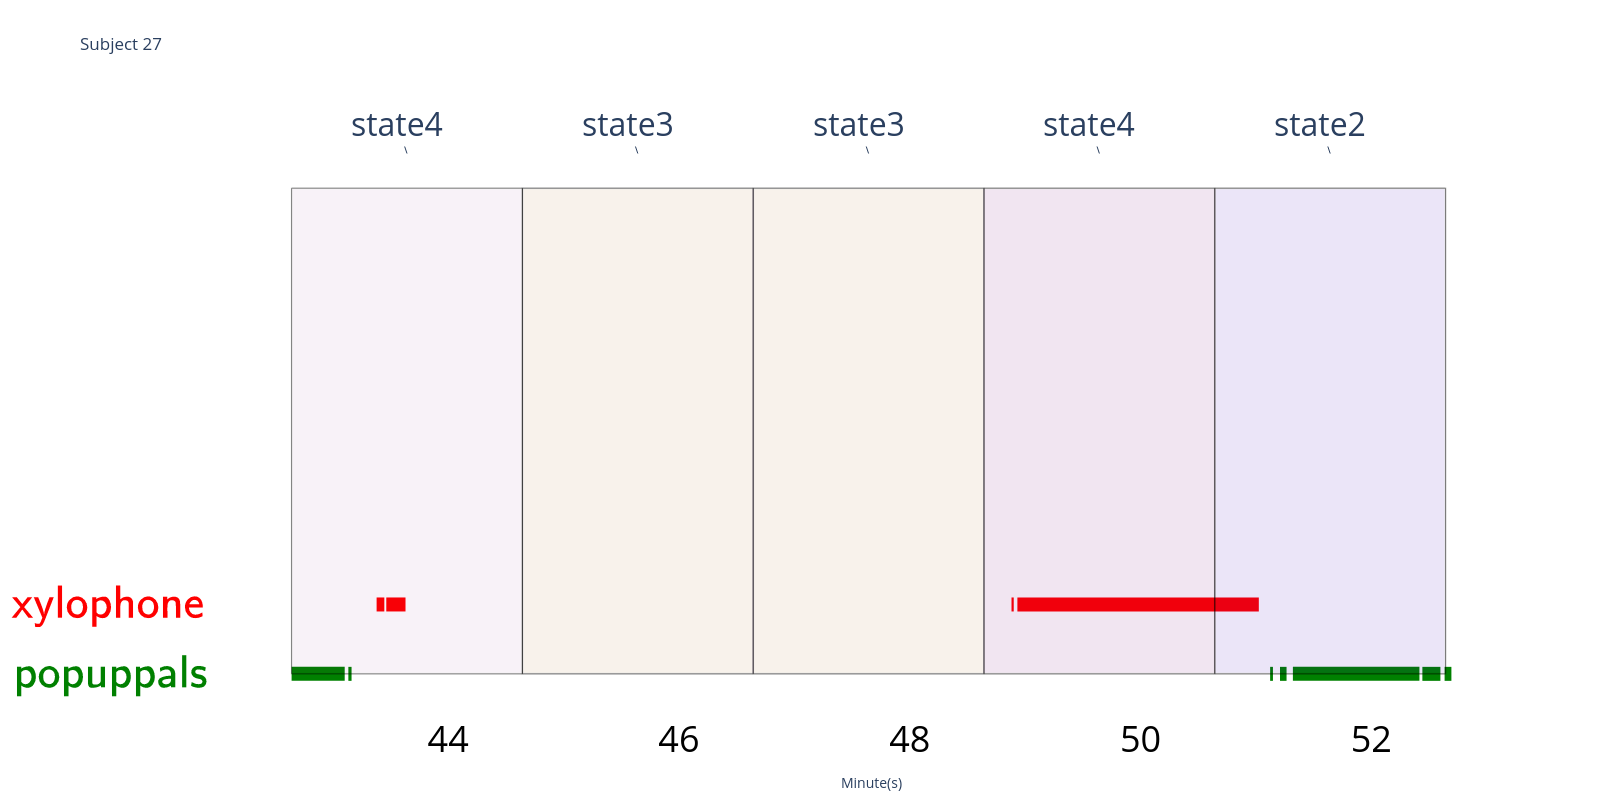 Subject 27
state4 state3 state3 state4 state2
xylophone
popuppals
44 46 48 50 52
Minute(s)